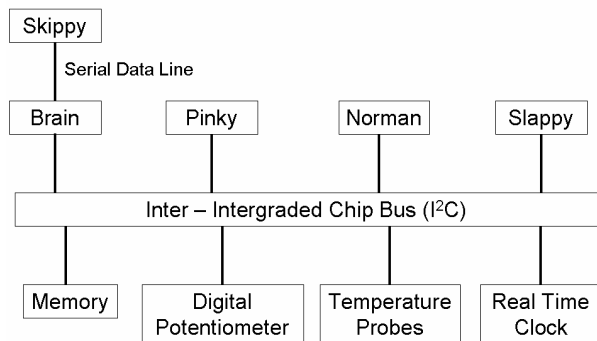 Skippy
Serial Data Line
Brain
Pinky
Norman
Slappy
Inter – Intergraded Chip Bus (I²C)
Memory
Digital
Potentiometer
Temperature
Probes
Real Time
Clock